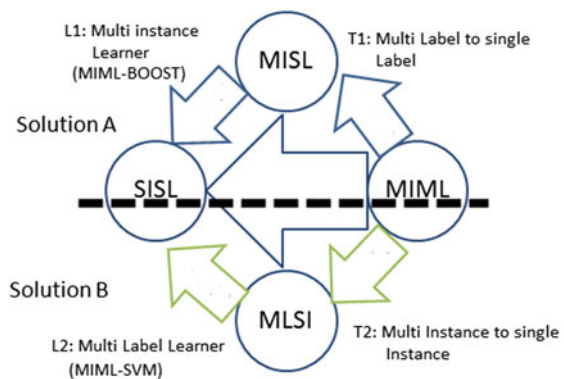 L1: Multi instance
Learner
(MIML-BOOST)
MISL
T1: Multi Label to single
Label
Solution A
SISL
MIML
Solution B
MLSI
L2: Multi Label Learner
(MIML-SVM)
T2: Multi Instance to single
Instance